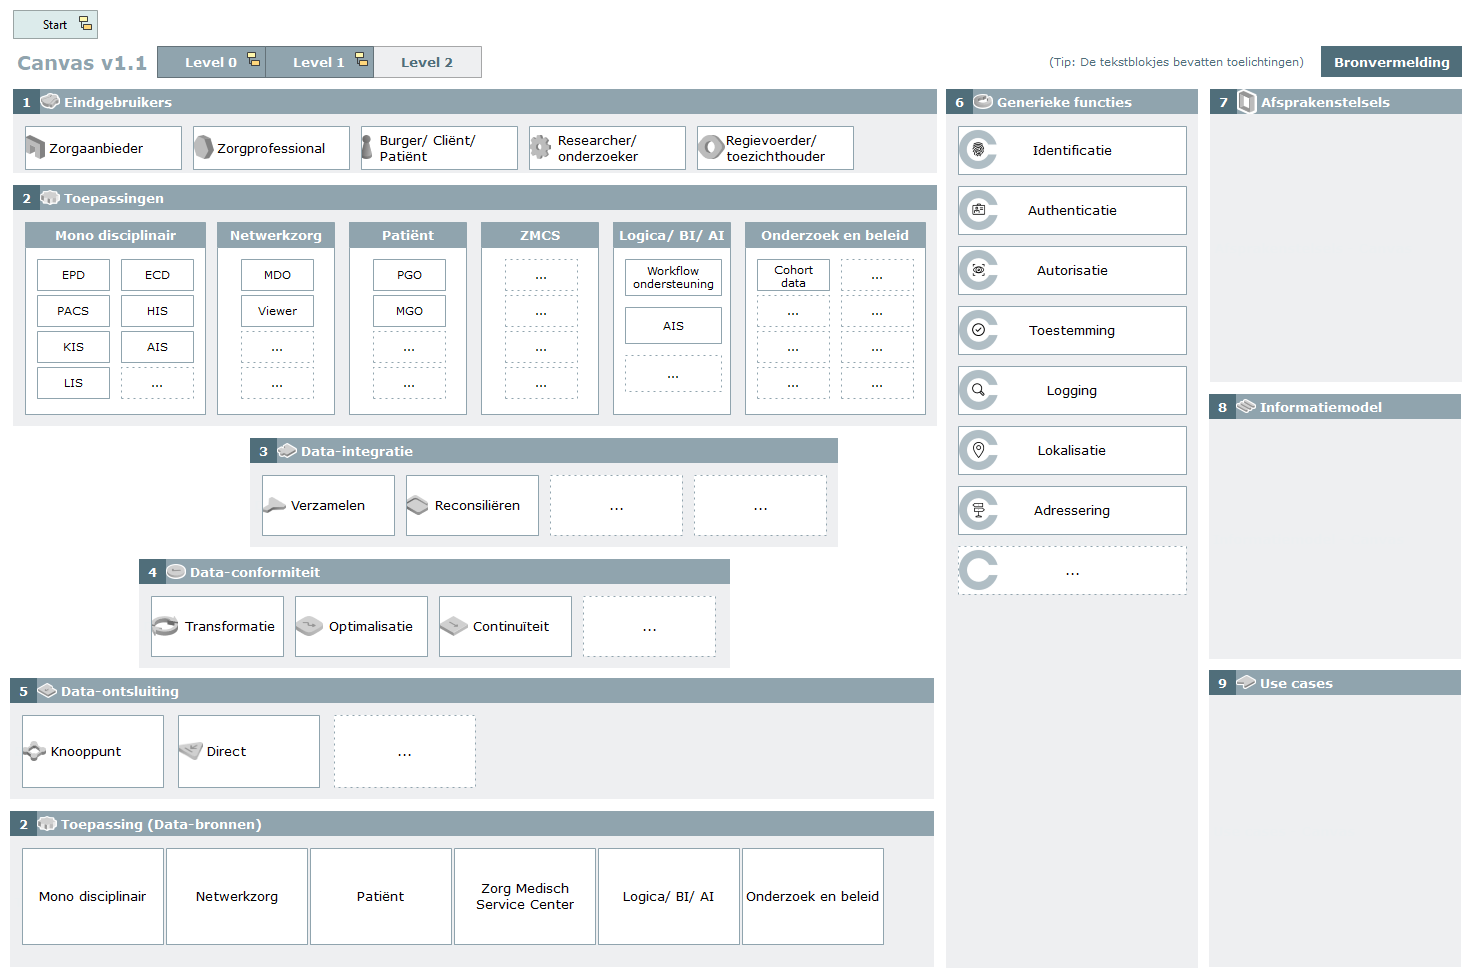 Start
Canvas v1.1
Level 0
Level 1
Level 2
(Tip: De tekstblokjes bevatten toelichtingen)
Bronvermelding
1 Eindgebruikers
Zorgaanbieder
Zorgprofessional
Burger/ Cliënt/
Patiënt
Researcher/
onderzoeker
Regievoerder/
toezichthouder
2 Toepassingen
Mono disciplinair
EPD
ECD
PACS
HIS
KIS
AIS
LIS
...
Netwerkzorg
MDO
Viewer
...
...
Patiënt
PGO
MGO
...
...
ZMCS
...
...
...
...
Logica/ BI/ AI
Workflow
ondersteuning
AIS
...
Onderzoek en beleid
Cohort
data
...
...
...
...
...
...
...
3 Data-integratie
Verzamelen
Reconsiliëren
...
...
4 Data-conformiteit
Transformatie
Optimalisatie
Continuïteit
...
5 Data-ontsluiting
Knooppunt
Direct
...
2 Toepassing (Data-bronnen)
Mono disciplinair
Netwerkzorg
Patiënt
Zorg Medisch
Service Center
Logica/ BI/ AI
Onderzoek en beleid
6 Generieke functies
Identificatie
Authenticatie
Autorisatie
Toestemming
Logging
Lokalisatie
Adressering
...
7 Afsprakenstelsels
8 Informatiemodel
9 Use cases